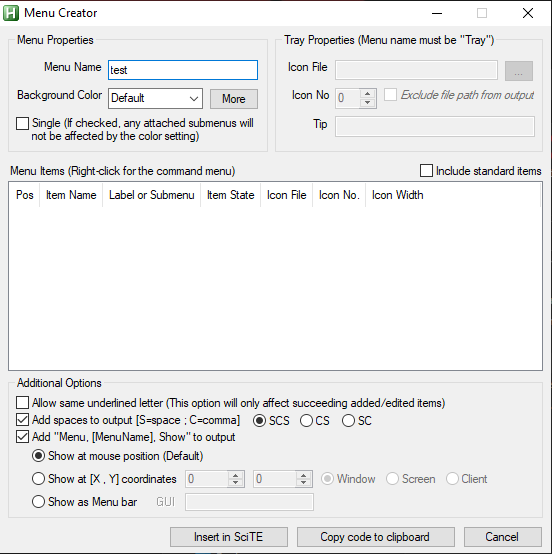 Menu Creator
Menu Properties
Menu Name test
Background Color Default More
Single (If checked, any attached submenus will
not be affected by the color setting)
Tray Properties (Menu name must be "Tray")
Icon File ...
Icon No 0 Exclude file path from output
Tip
Menu Items (Right-click for the command menu) Include standard items
Pos Item Name Label or Submenu Item State Icon File Icon No. Icon Width
Additional Options
Allow same underlined letter (This option will only affect succeeding added/edited items)
Add spaces to output [S=space ; C=comma] SCS CS SC
Add "Menu, [MenuName], Show" to output
Show at mouse position (Default)
Show at [X , Y] coordinates 0 0 Window Screen Client
Show as Menu bar GUI
Insert in SciTE Copy code to clipboard Cancel